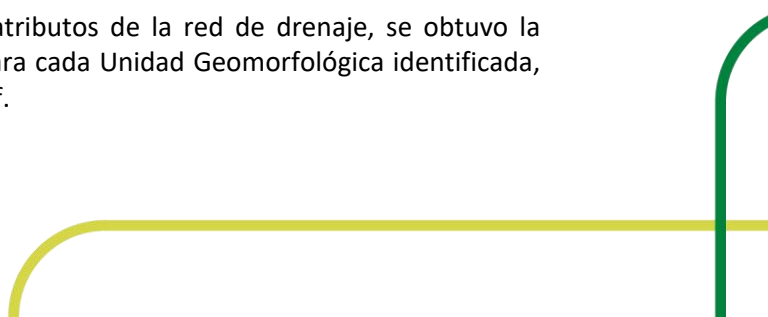 atributos de la red de drenaje, se obtuvo la
ara cada Unidad Geomorfológica identificada,